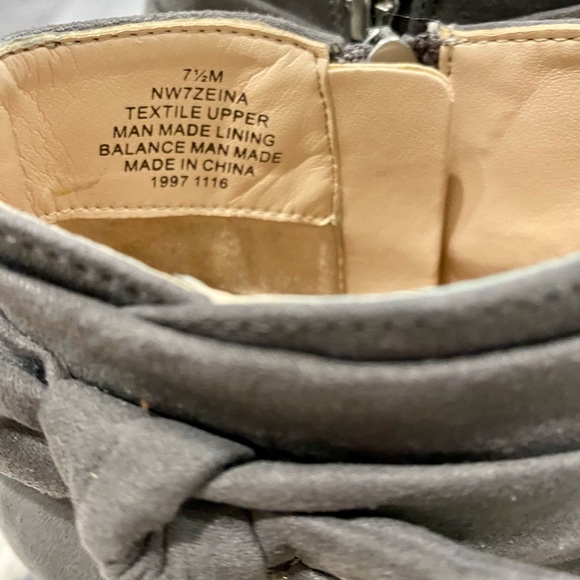 7½M
NW7ZEINA
TEXTILE UPPER
MAN MADE LINING
BALANCE MAN MADE
MADE IN CHINA
1997 1116